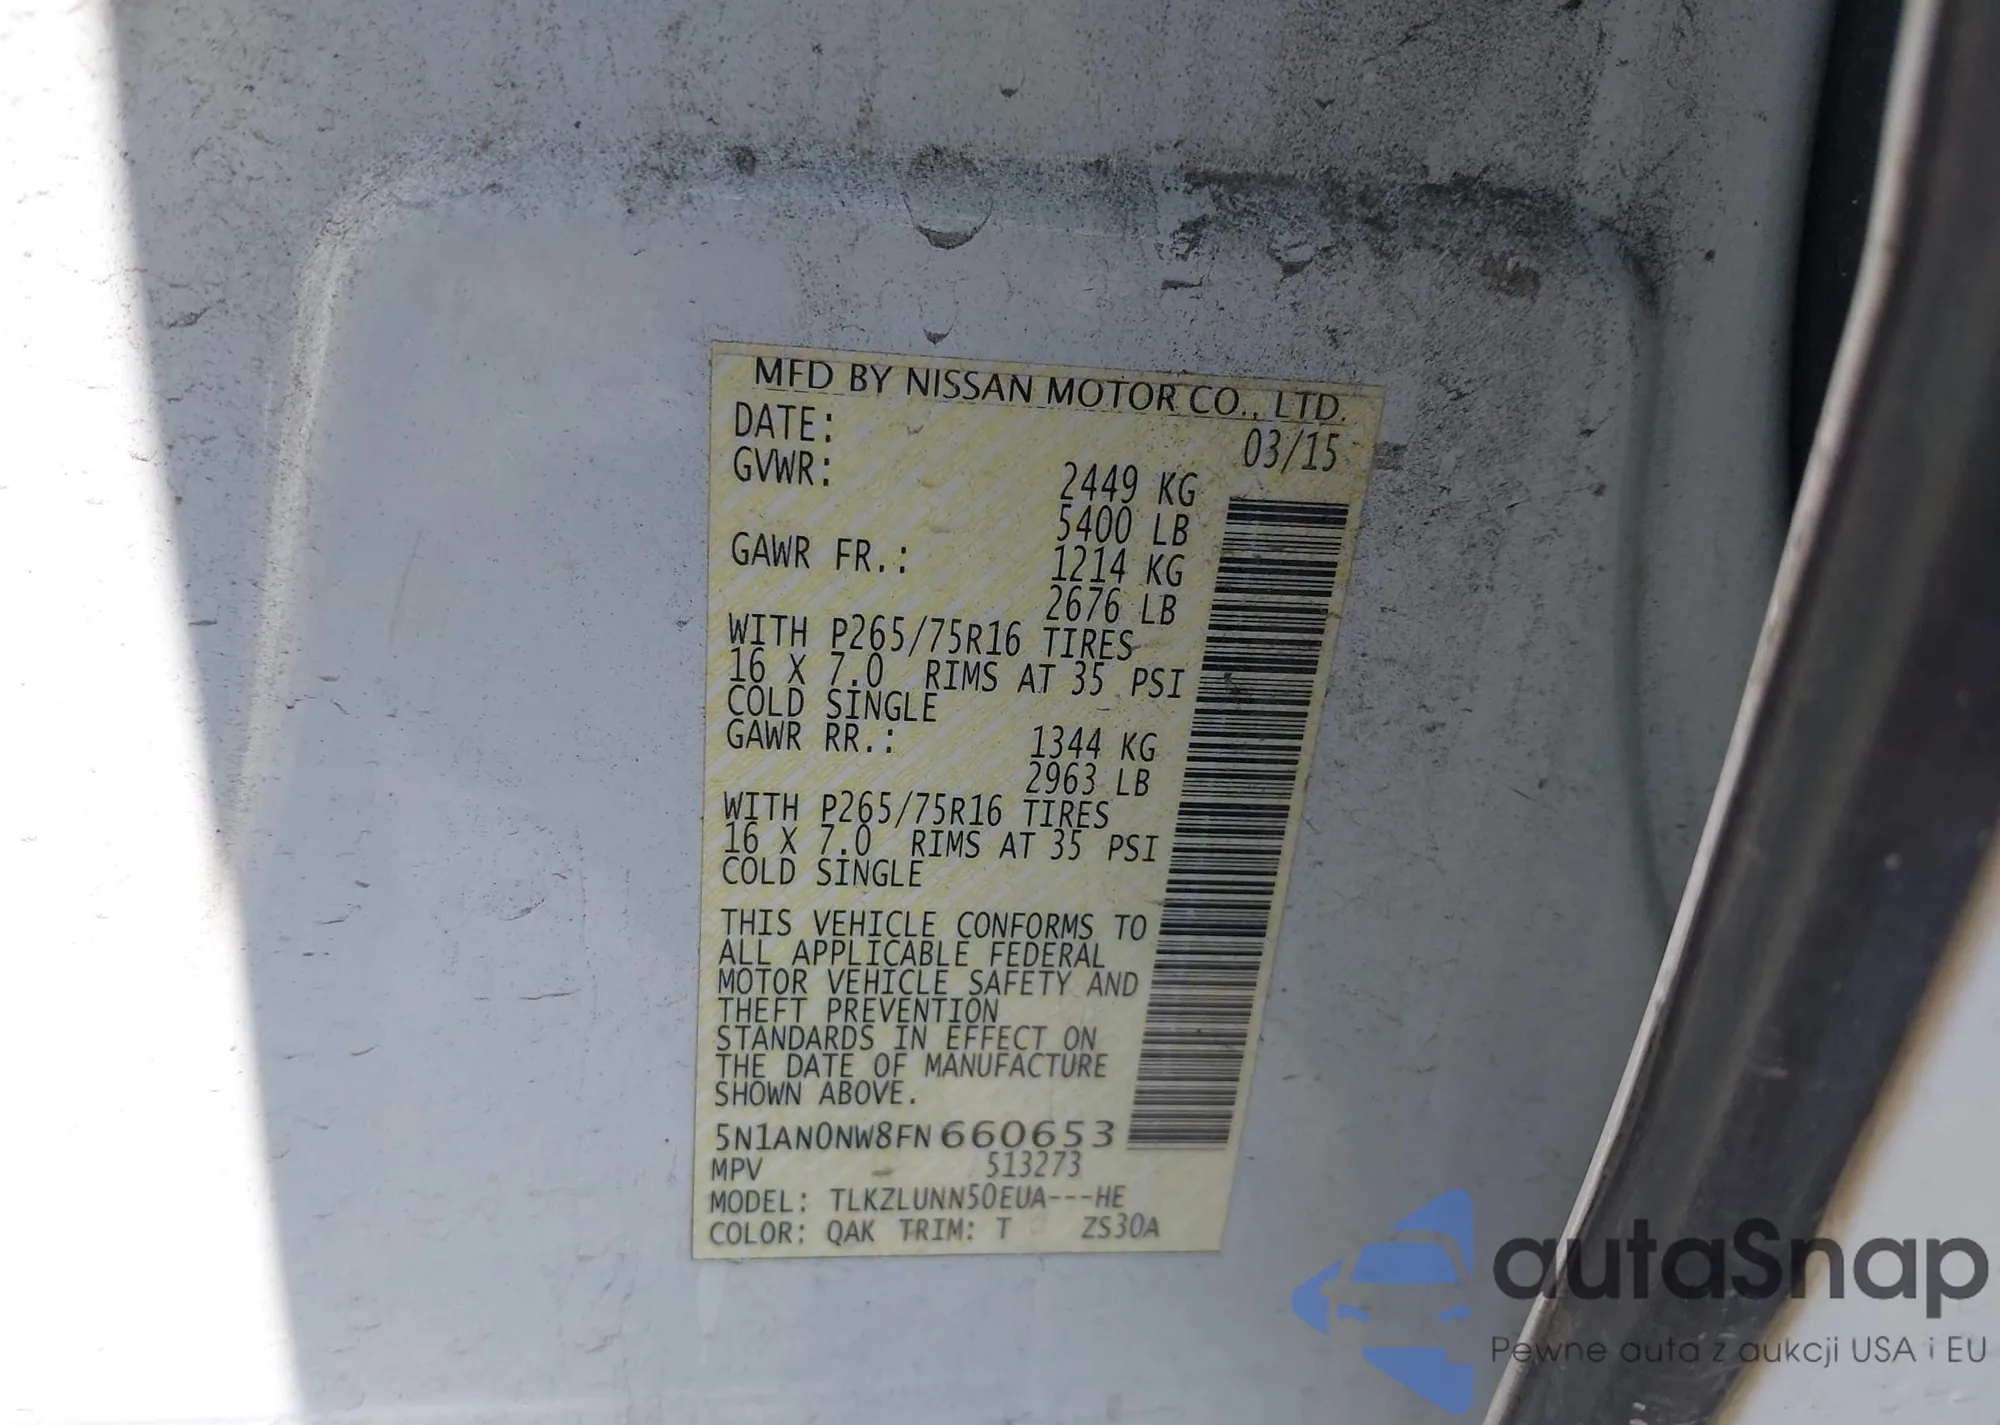 MFD BY NISSAN MOTOR CO., LTD.
DATE: 03/15
GVWR: 2449 KG
5400 LB
GAWR FR.: 1214 KG
2676 LB
WITH P265/75R16 TIRES
16 X 7.0 RIMS AT 35 PSI
COLD SINGLE
GAWR RR.: 1344 KG
2963 LB
WITH P265/75R16 TIRES
16 X 7.0 RIMS AT 35 PSI
COLD SINGLE
THIS VEHICLE CONFORMS TO
ALL APPLICABLE FEDERAL
MOTOR VEHICLE SAFETY AND
THEFT PREVENTION
STANDARDS IN EFFECT ON
THE DATE OF MANUFACTURE
SHOWN ABOVE.
5N1AN0NW8FN660653
MPV 513273
MODEL: TLKZLUNN50EUA---HE
COLOR: QAK TRIM: T ZS30A
autaSnap
Pewne auta z aukcji USA i EU